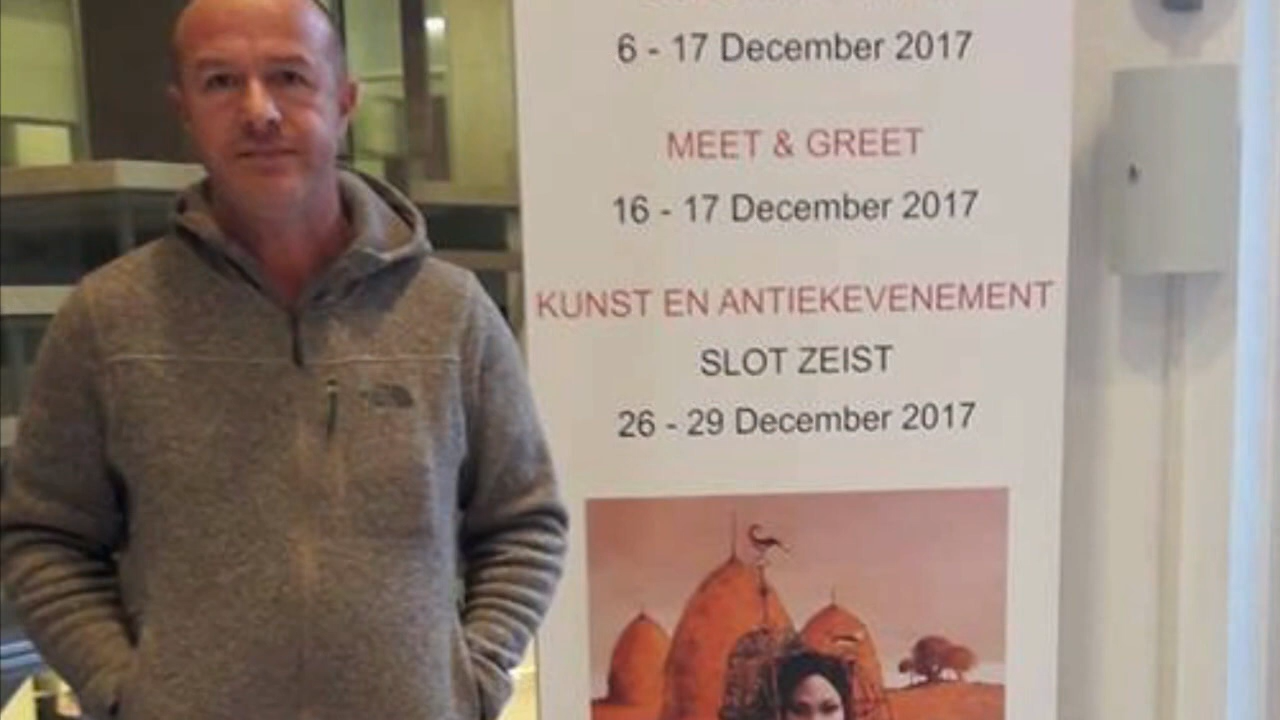 6 - 17 December 2017
MEET & GREET
16 - 17 December 2017
KUNST EN ANTIEKEVENEMENT
SLOT ZEIST
26 - 29 December 2017